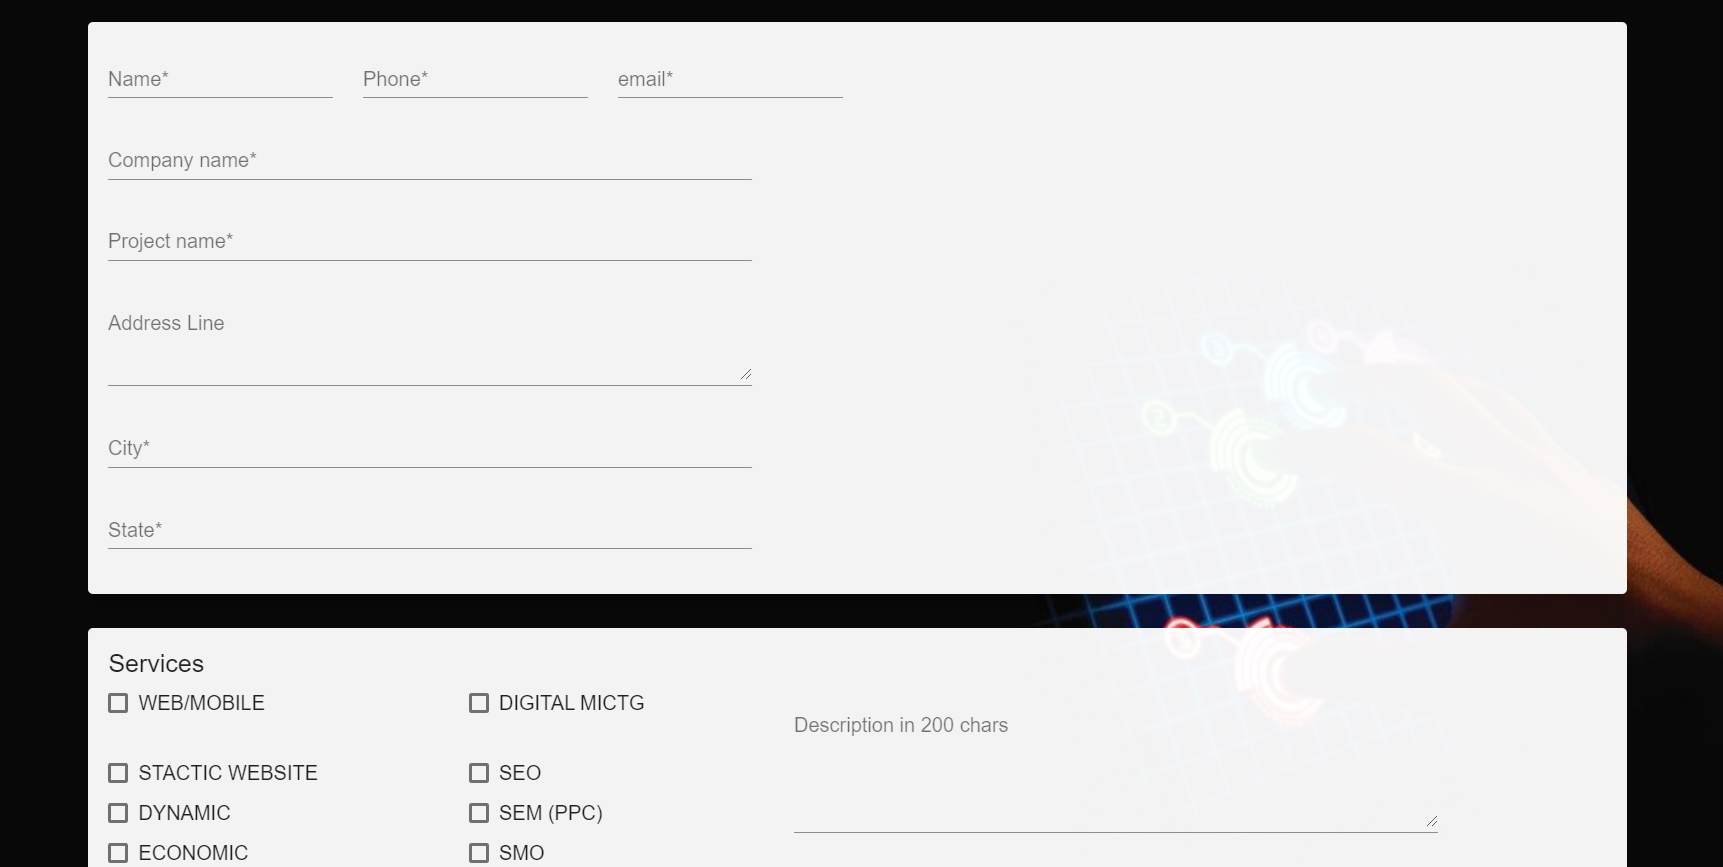 Name* Phone* email*
Company name*
Project name*
Address Line
City*
State*
Services
WEB/MOBILE DIGITAL MICTG
Description in 200 chars
STACTIC WEBSITE SEO
DYNAMIC SEM (PPC)
ECONOMIC SMO